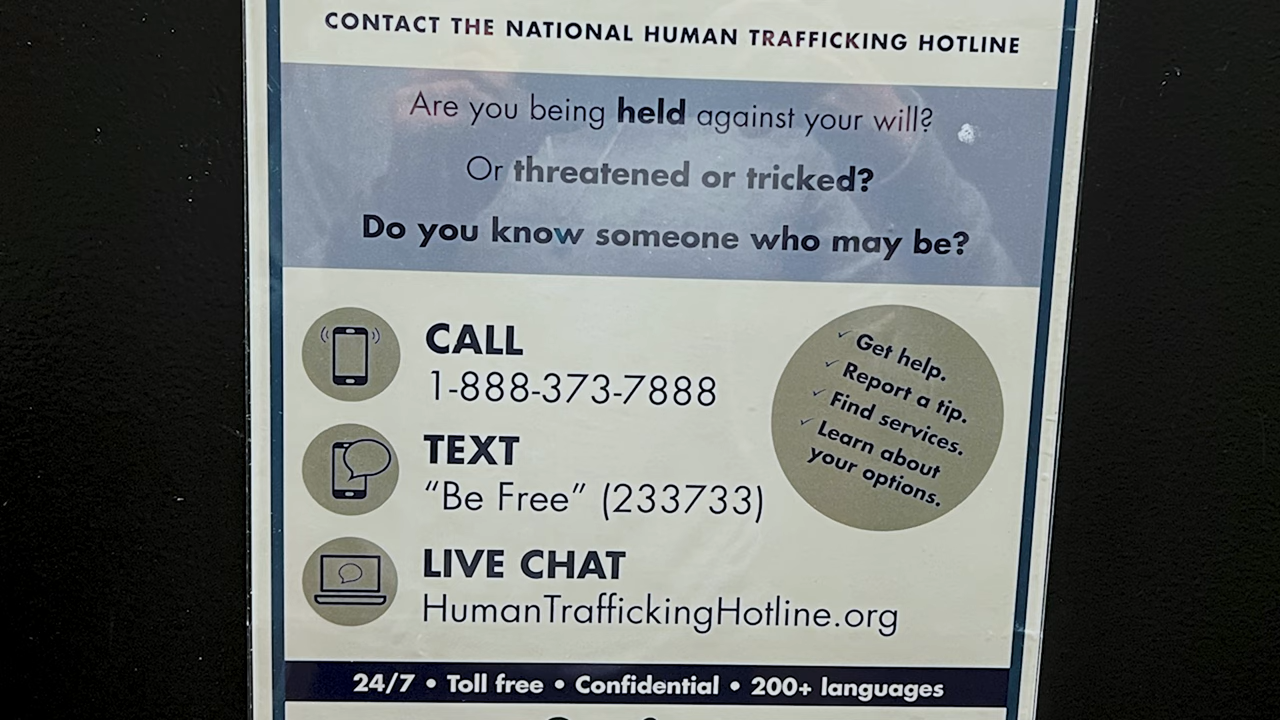 CONTACT THE NATIONAL HUMAN TRAFFICKING HOTLINE
Are you being held against your will?
Or threatened or tricked?
Do you know someone who may be?
CALL
1-888-373-7888
TEXT
“Be Free” (233733)
LIVE CHAT
HumanTraffickingHotline.org
✓ Get help.
✓ Report a tip.
✓ Find services.
✓ Learn about
your options.
24/7 • Toll free • Confidential • 200+ languages